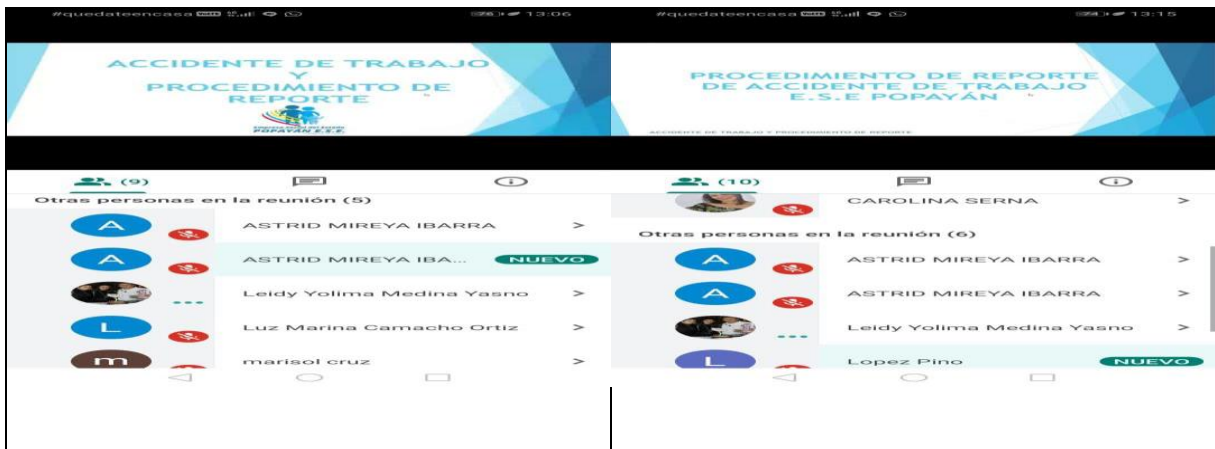 #quedateencasa 13:06
ACCIDENTE DE TRABAJO
Y
PROCEDIMIENTO DE
REPORTE
POPAYÁN E.S.E.
(9)
Otras personas en la reunión (5)
A ASTRID MIREYA IBARRA
A ASTRID MIREYA IBA... NUEVO
Leidy Yolima Medina Yasno
L Luz Marina Camacho Ortiz
m marisol cruz
#quedateencasa 13:15
PROCEDIMIENTO DE REPORTE
DE ACCIDENTE DE TRABAJO
E.S.E POPAYÁN
ACCIDENTE DE TRABAJO Y PROCEDIMIENTO DE REPORTE
(10)
CAROLINA SERNA
Otras personas en la reunión (6)
A ASTRID MIREYA IBARRA
A ASTRID MIREYA IBARRA
Leidy Yolima Medina Yasno
L Lopez Pino NUEVO